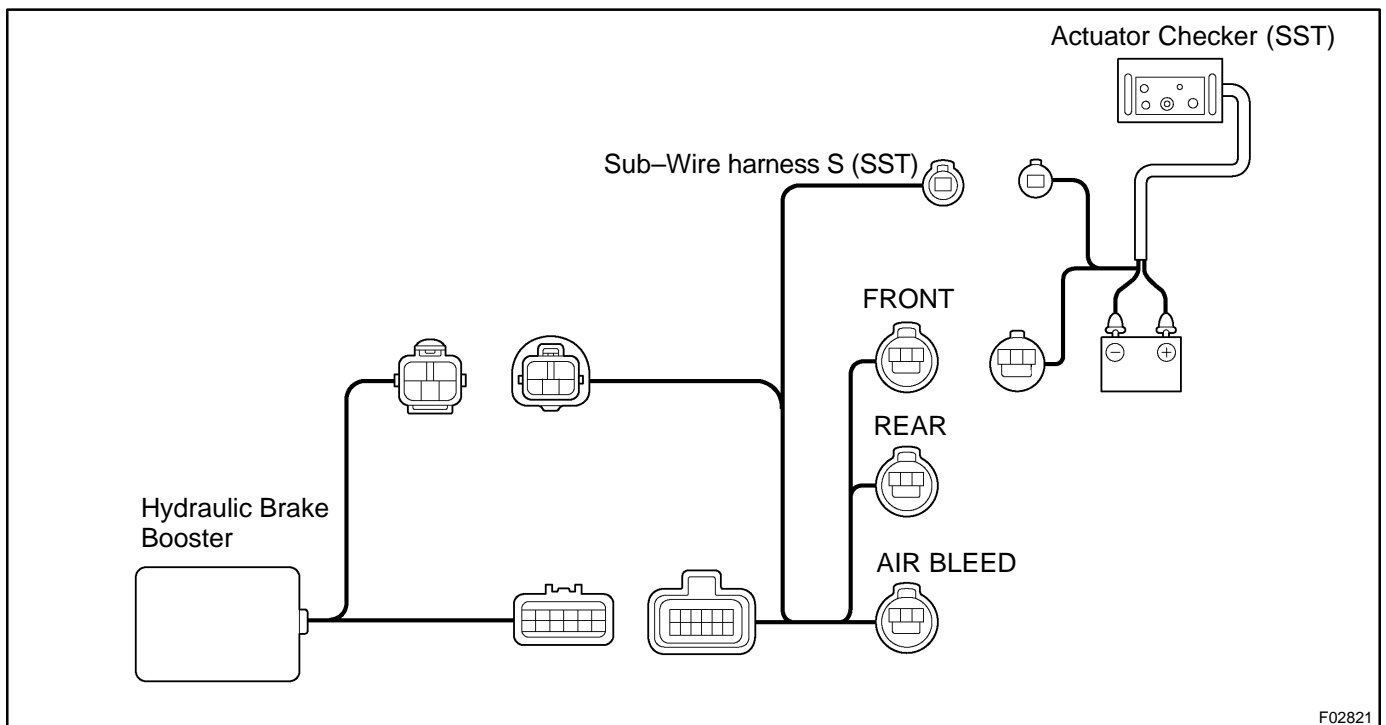 Actuator Checker (SST)
Sub–Wire harness S (SST)
FRONT
− +
REAR
Hydraulic Brake
Booster
AIR BLEED
F02821